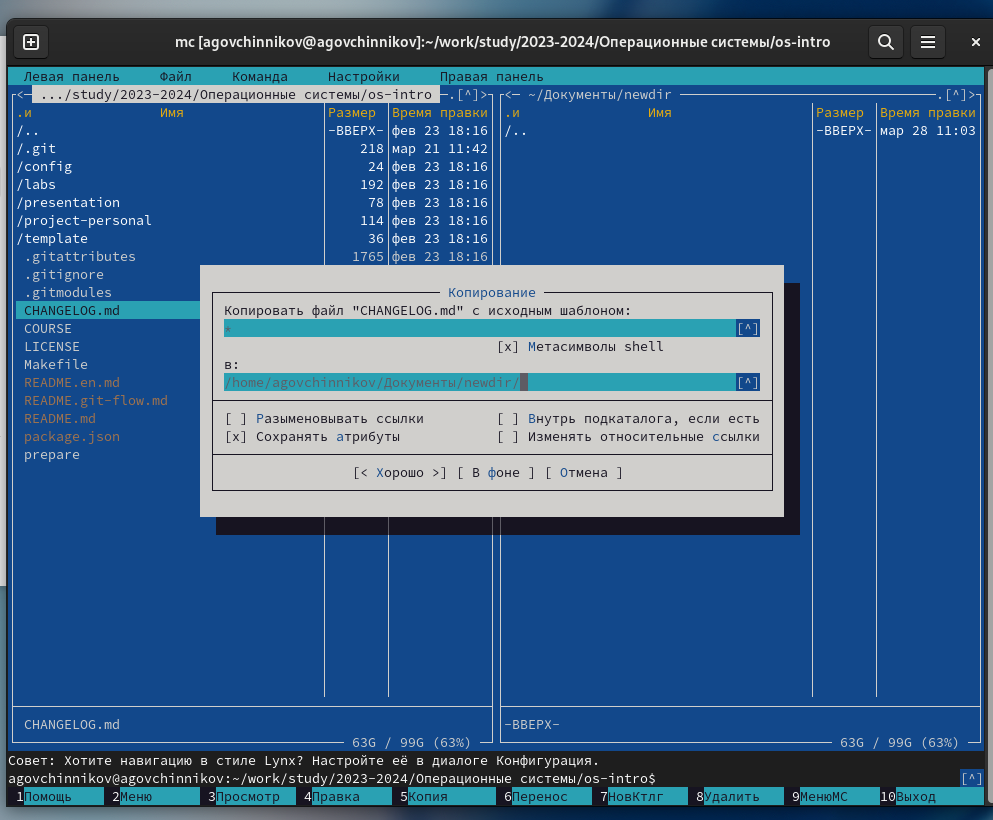 mc [agovchinnikov@agovchinnikov]:~/work/study/2023-2024/Операционные системы/os-intro
Левая панель Файл Команда Настройки Правая панель
<─ .../study/2023-2024/Операционные системы/os-intro ─.[^]>
.и Имя Размер Время правки
/.. -ВВЕРХ- фев 23 18:16
/.git 218 мар 21 11:42
/config 24 фев 23 18:16
/labs 192 фев 23 18:16
/presentation 78 фев 23 18:16
/project-personal 114 фев 23 18:16
/template 36 фев 23 18:16
.gitattributes 1765 фев 23 18:16
.gitignore
.gitmodules
CHANGELOG.md
COURSE
LICENSE
Makefile
README.en.md
README.git-flow.md
README.md
package.json
prepare
CHANGELOG.md
63G / 99G (63%)
<─ ~/Документы/newdir ─.[^]>
.и Имя Размер Время правки
/.. -ВВЕРХ- мар 28 11:03
-ВВЕРХ-
63G / 99G (63%)
Копирование
Копировать файл "CHANGELOG.md" с исходным шаблоном:
* [^]
[x] Метасимволы shell
в:
/home/agovchinnikov/Документы/newdir/ [^]
[ ] Разыменовывать ссылки [ ] Внутрь подкаталога, если есть
[x] Сохранять атрибуты [ ] Изменять относительные ссылки
[< Хорошо >] [ В фоне ] [ Отмена ]
Совет: Хотите навигацию в стиле Lynx? Настройте её в диалоге Конфигурация.
agovchinnikov@agovchinnikov:~/work/study/2023-2024/Операционные системы/os-intro$ [^]
1Помощь 2Меню 3Просмотр 4Правка 5Копия 6Перенос 7НовКтлг 8Удалить 9МенюМС 10Выход